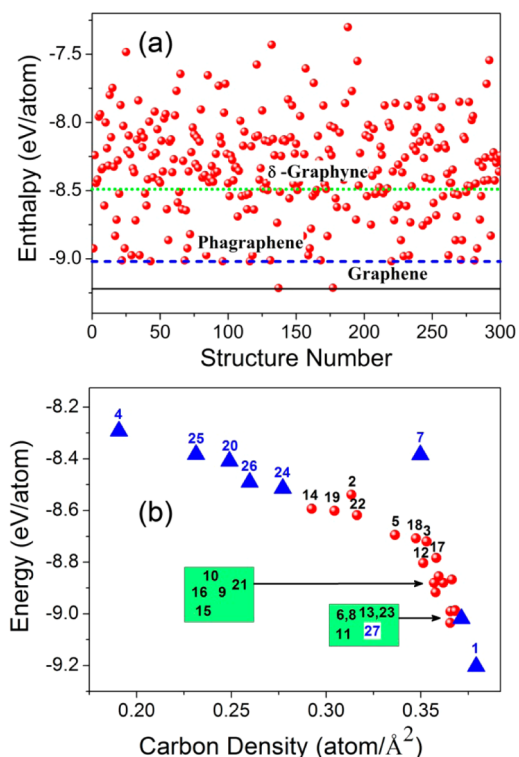 (a)
Enthalpy (eV/atom)
-7.5
-8.0
-8.5
-9.0
δ -Graphyne
Phagraphene
Graphene
0 50 100 150 200 250 300
Structure Number
(b)
Energy (eV/atom)
-8.2
-8.4
-8.6
-8.8
-9.0
-9.2
4
25
20
26
24
7
14
19
2
22
5
18
3
12
17
10
16 9 21
15
6,8 13,23
11 27
1
0.20 0.25 0.30 0.35
Carbon Density (atom/Å²)